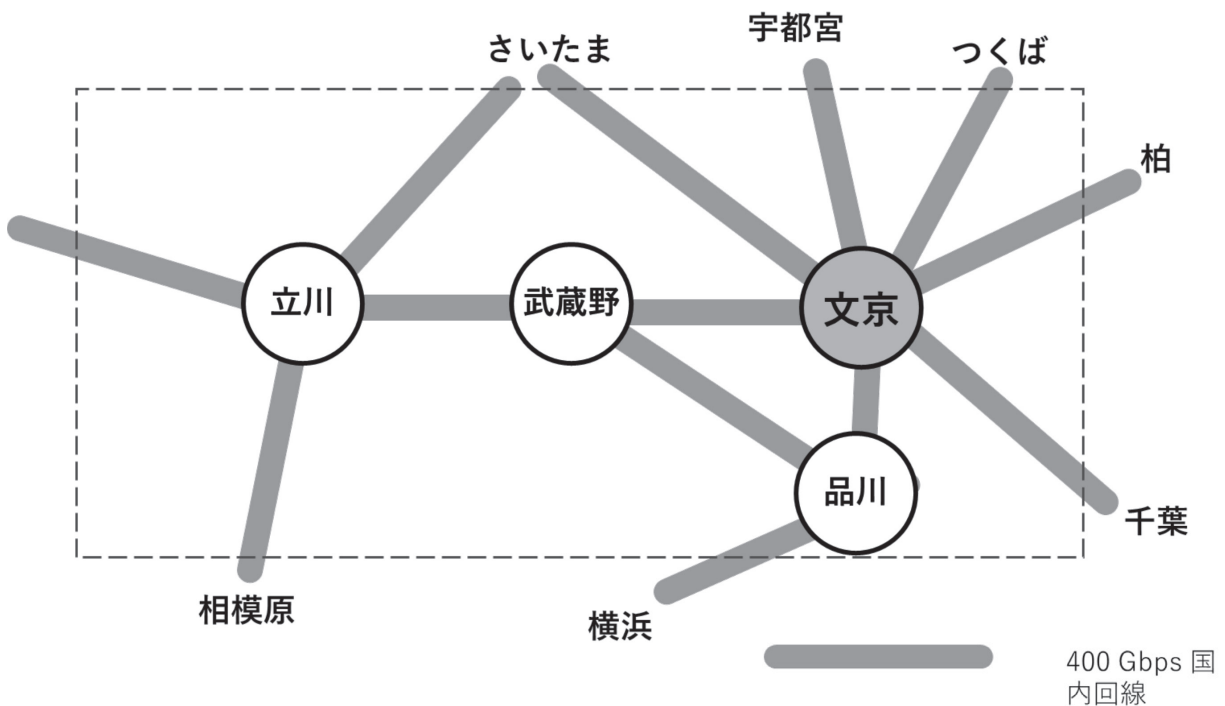 宇都宮
さいたま
つくば
柏
立川
武蔵野
文京
品川
千葉
相模原
横浜
400 Gbps 国
内回線